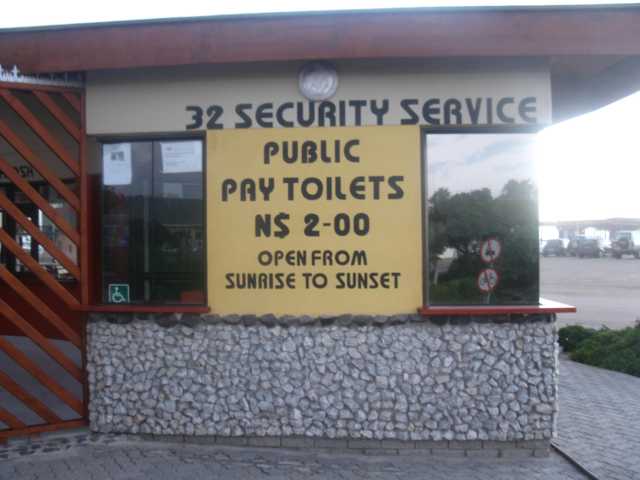 32 SECURITY SERVICE
PUBLIC
PAY TOILETS
N$ 2-00
OPEN FROM
SUNRISE TO SUNSET